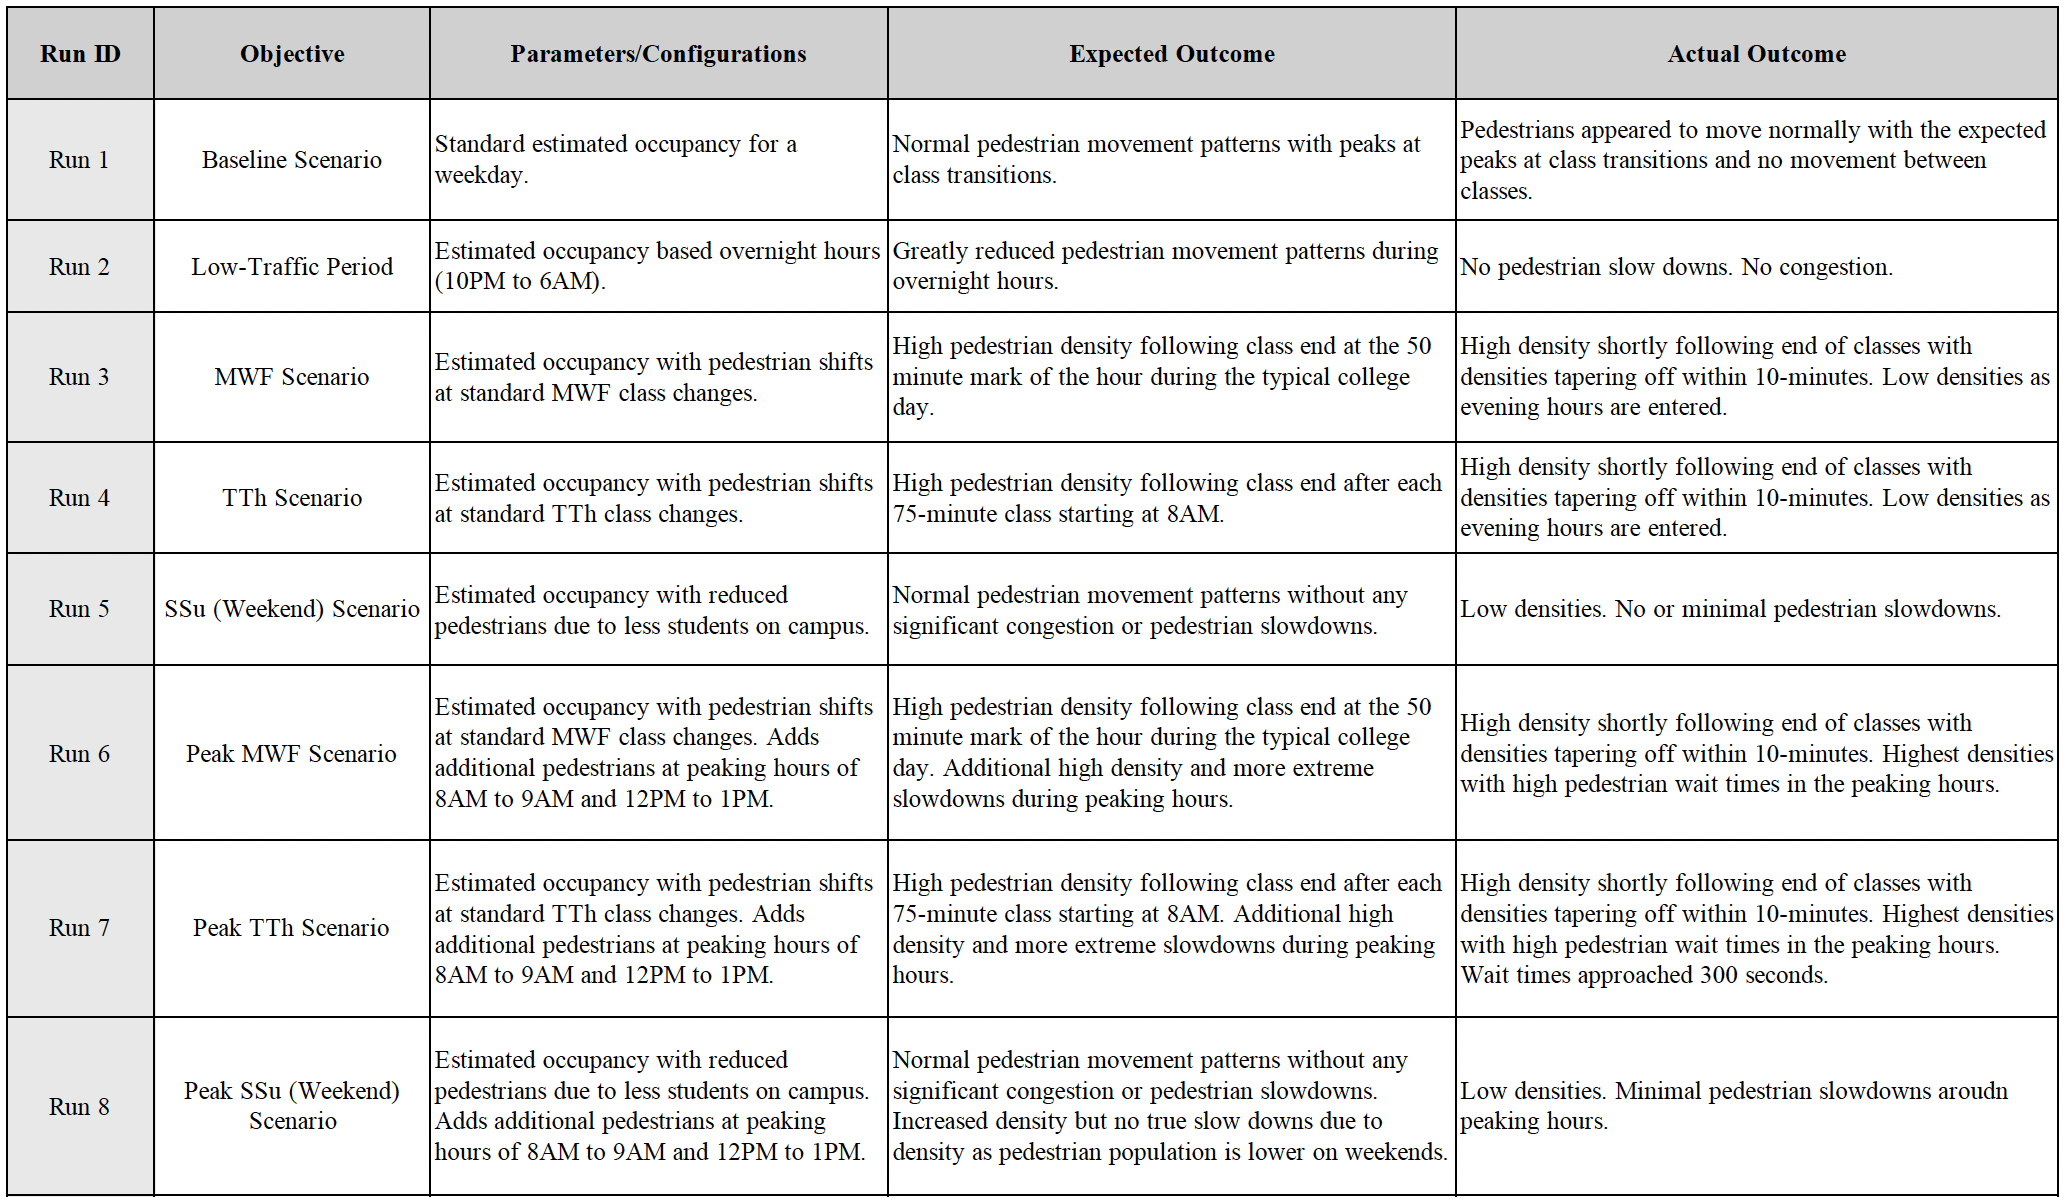 Run ID
Objective
Parameters/Configurations
Expected Outcome
Actual Outcome
Run 1
Baseline Scenario
Standard estimated occupancy for a
weekday.
Normal pedestrian movement patterns with peaks at
class transitions.
Pedestrians appeared to move normally with the expected
peaks at class transitions and no movement between
classes.
Run 2
Low-Traffic Period
Estimated occupancy based overnight hours
(10PM to 6AM).
Greatly reduced pedestrian movement patterns during
overnight hours.
No pedestrian slow downs. No congestion.
Run 3
MWF Scenario
Estimated occupancy with pedestrian shifts
at standard MWF class changes.
High pedestrian density following class end at the 50
minute mark of the hour during the typical college
day.
High density shortly following end of classes with
densities tapering off within 10-minutes. Low densities as
evening hours are entered.
Run 4
TTh Scenario
Estimated occupancy with pedestrian shifts
at standard TTh class changes.
High pedestrian density following class end after each
75-minute class starting at 8AM.
High density shortly following end of classes with
densities tapering off within 10-minutes. Low densities as
evening hours are entered.
Run 5
SSu (Weekend) Scenario
Estimated occupancy with reduced
pedestrians due to less students on campus.
Normal pedestrian movement patterns without any
significant congestion or pedestrian slowdowns.
Low densities. No or minimal pedestrian slowdowns.
Run 6
Peak MWF Scenario
Estimated occupancy with pedestrian shifts
at standard MWF class changes. Adds
additional pedestrians at peaking hours of
8AM to 9AM and 12PM to 1PM.
High pedestrian density following class end at the 50
minute mark of the hour during the typical college
day. Additional high density and more extreme
slowdowns during peaking hours.
High density shortly following end of classes with
densities tapering off within 10-minutes. Highest densities
with high pedestrian wait times in the peaking hours.
Run 7
Peak TTh Scenario
Estimated occupancy with pedestrian shifts
at standard TTh class changes. Adds
additional pedestrians at peaking hours of
8AM to 9AM and 12PM to 1PM.
High pedestrian density following class end after each
75-minute class starting at 8AM. Additional high
density and more extreme slowdowns during peaking
hours.
High density shortly following end of classes with
densities tapering off within 10-minutes. Highest densities
with high pedestrian wait times in the peaking hours.
Wait times approached 300 seconds.
Run 8
Peak SSu (Weekend)
Scenario
Estimated occupancy with reduced
pedestrians due to less students on campus.
Adds additional pedestrians at peaking
hours of 8AM to 9AM and 12PM to 1PM.
Normal pedestrian movement patterns without any
significant congestion or pedestrian slowdowns.
Increased density but no true slow downs due to
density as pedestrian population is lower on weekends.
Low densities. Minimal pedestrian slowdowns aroudn
peaking hours.